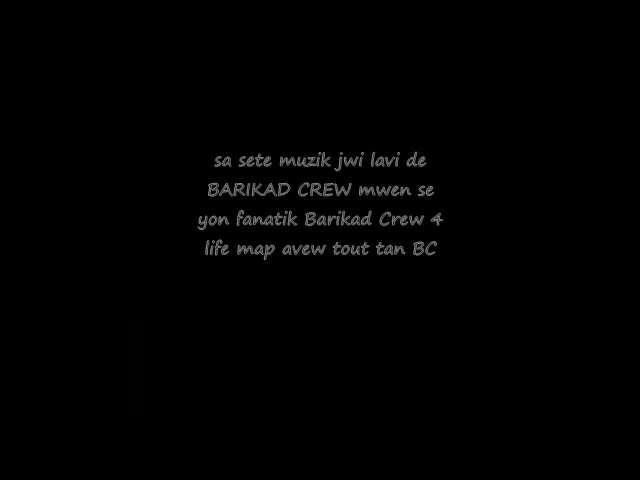 sa sete muzik jwi lavi de
BARIKAD CREW mwen se
yon fanatik Barikad Crew 4
life map avew tout tan BC